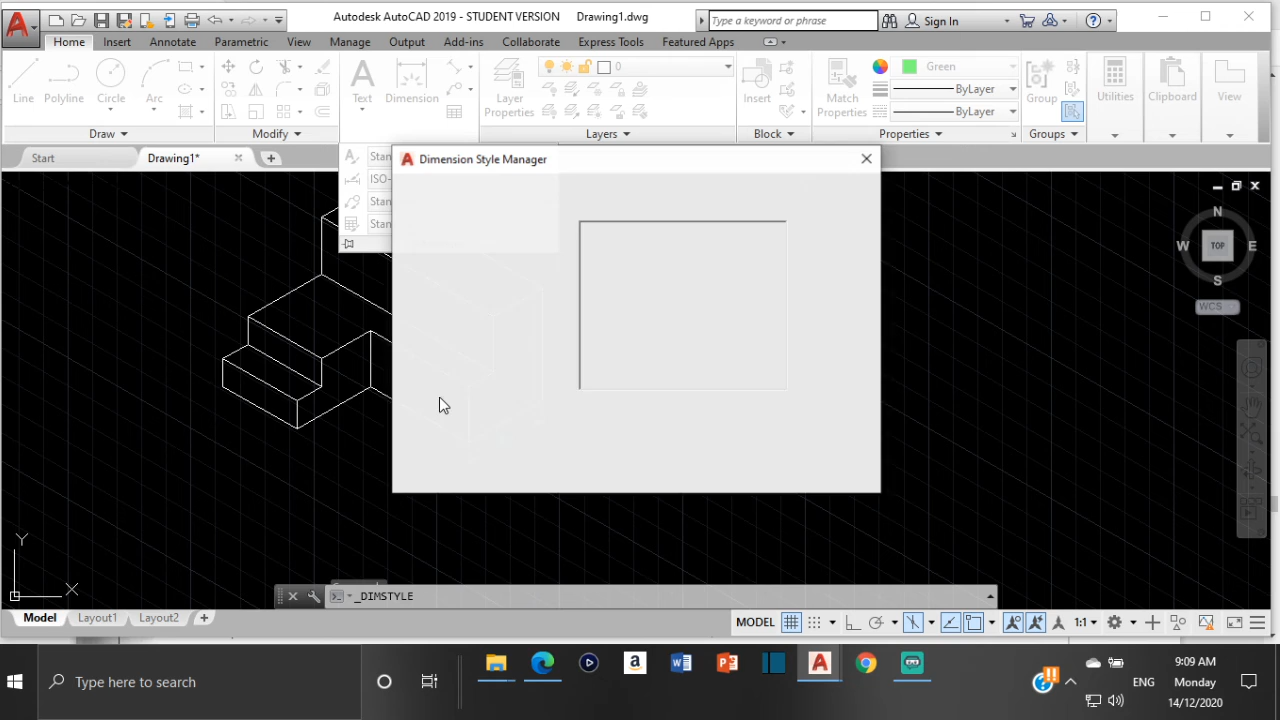 Autodesk AutoCAD 2019 - STUDENT VERSION Drawing1.dwg
Type a keyword or phrase
Sign In
Home Insert Annotate Parametric View Manage Output Add-ins Collaborate Express Tools Featured Apps
0
Green
ByLayer
ByLayer
Line Polyline Circle Arc
Text Dimension
Layer Properties
Insert
Match Properties
Group
Utilities
Clipboard
View
Draw Modify Layers Block Properties Groups
Start Drawing1*
Dimension Style Manager
Stan
ISO-
Stan
Stan
N
W TOP E
S
WCS
Y
X
_DIMSTYLE
Model Layout1 Layout2
MODEL 1:1
Type here to search
9:09 AM
ENG Monday
14/12/2020